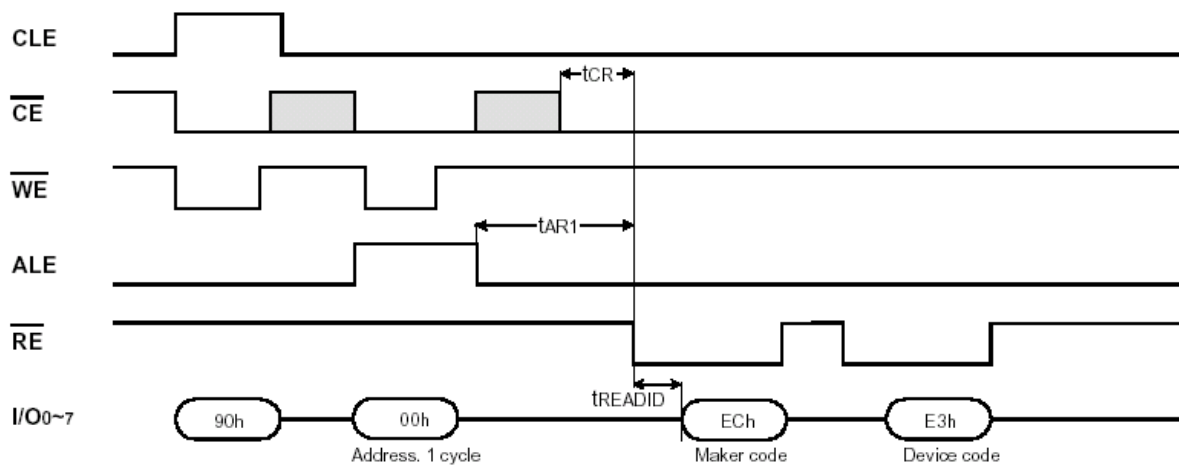 CLE
tCR
CE
WE
tAR1
ALE
RE
tREADID
I/O0~7 90h 00h ECh E3h
Address. 1 cycle Maker code Device code